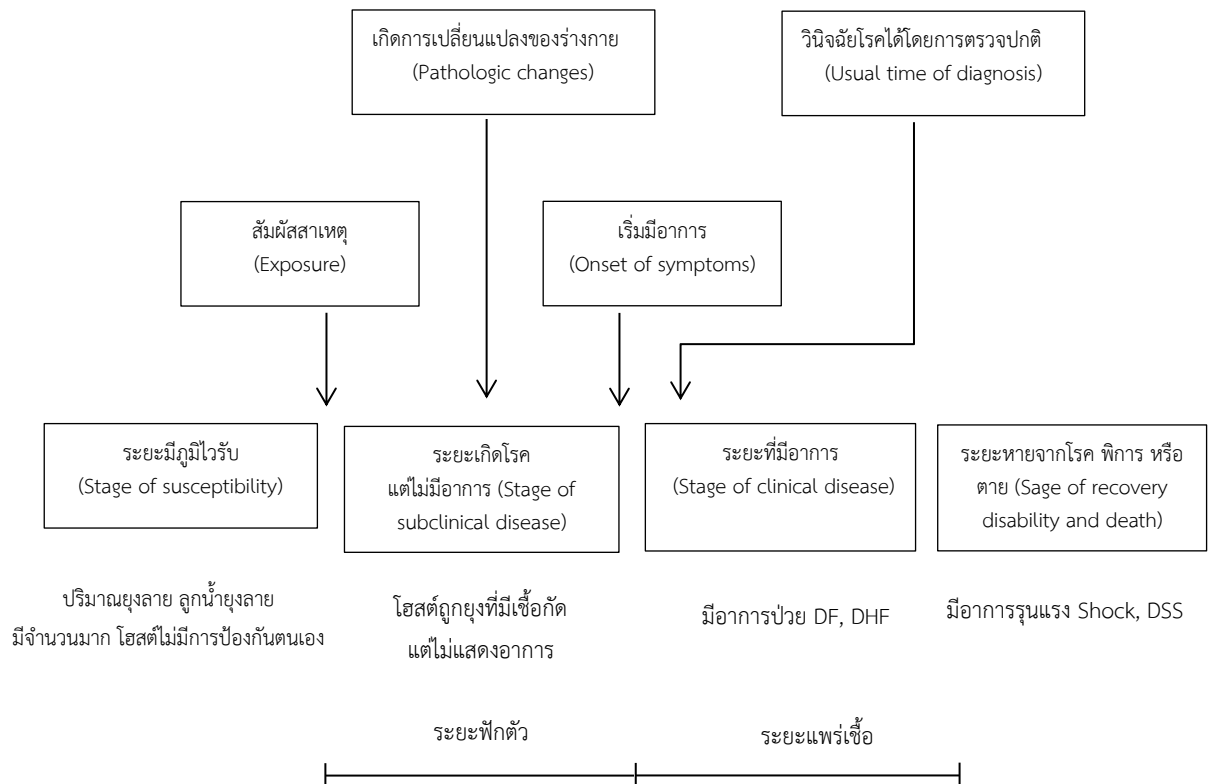 เกิดการเปลี่ยนแปลงของร่างกาย
(Pathologic changes)
วินิจฉัยโรคได้โดยการตรวจปกติ
(Usual time of diagnosis)
สัมผัสสาเหตุ
(Exposure)
เริ่มมีอาการ
(Onset of symptoms)
ระยะมีภูมิไวรับ
(Stage of susceptibility)
ระยะเกิดโรค
แต่ไม่มีอาการ (Stage of
subclinical disease)
ระยะที่มีอาการ
(Stage of clinical disease)
ระยะหายจากโรค พิการ หรือ
ตาย (Sage of recovery
disability and death)
ปริมาณยุงลาย ลูกน้ำยุงลาย
มีจำนวนมาก โฮสต์ไม่มีการป้องกันตนเอง
โฮสต์ถูกยุงที่มีเชื้อกัด
แต่ไม่แสดงอาการ
มีอาการป่วย DF, DHF
มีอาการรุนแรง Shock, DSS
ระยะฟักตัว
ระยะแพร่เชื้อ